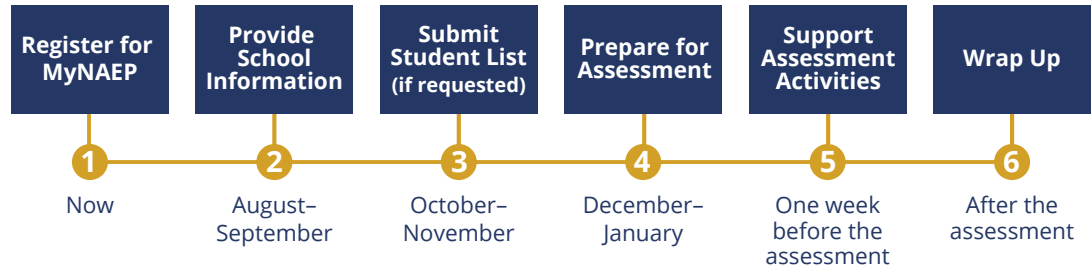 Register for
MyNAEP
Provide
School
Information
Submit
Student List
(if requested)
Prepare for
Assessment
Support
Assessment
Activities
Wrap Up
1
2
3
4
5
6
Now
August–
September
October–
November
December–
January
One week
before the
assessment
After the
assessment